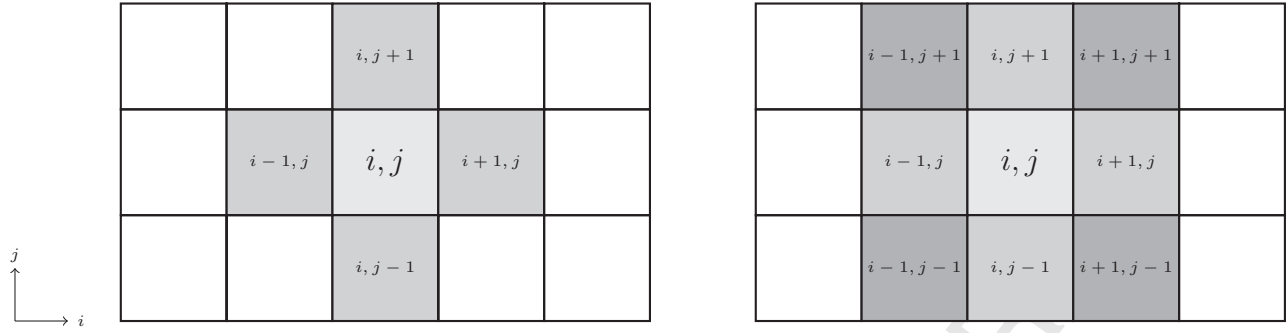 i, j + 1
i − 1, j
i, j
i + 1, j
i, j − 1
j
i
i − 1, j + 1
i, j + 1
i + 1, j + 1
i − 1, j
i, j
i + 1, j
i − 1, j − 1
i, j − 1
i + 1, j − 1